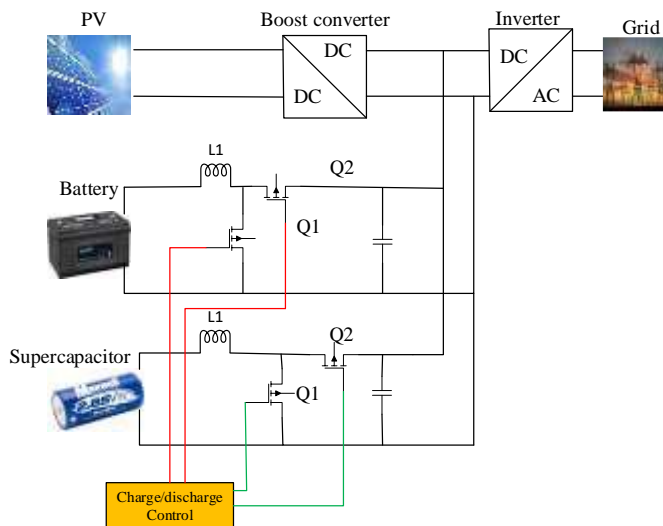 PV
Boost converter
Inverter
Grid
DC
DC
DC
AC
L1
Q2
Battery
Q1
L1
Q2
Supercapacitor
Q1
Charge/discharge
Control